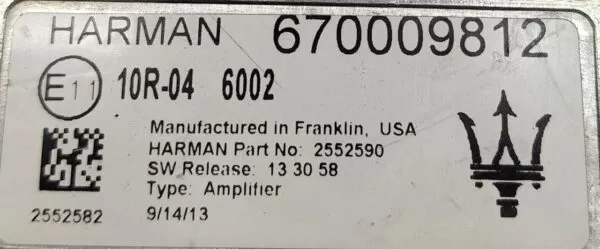 HARMAN 670009812
E11 10R-04 6002
Manufactured in Franklin, USA
HARMAN Part No: 2552590
SW Release: 13 30 58
Type: Amplifier
2552582 9/14/13